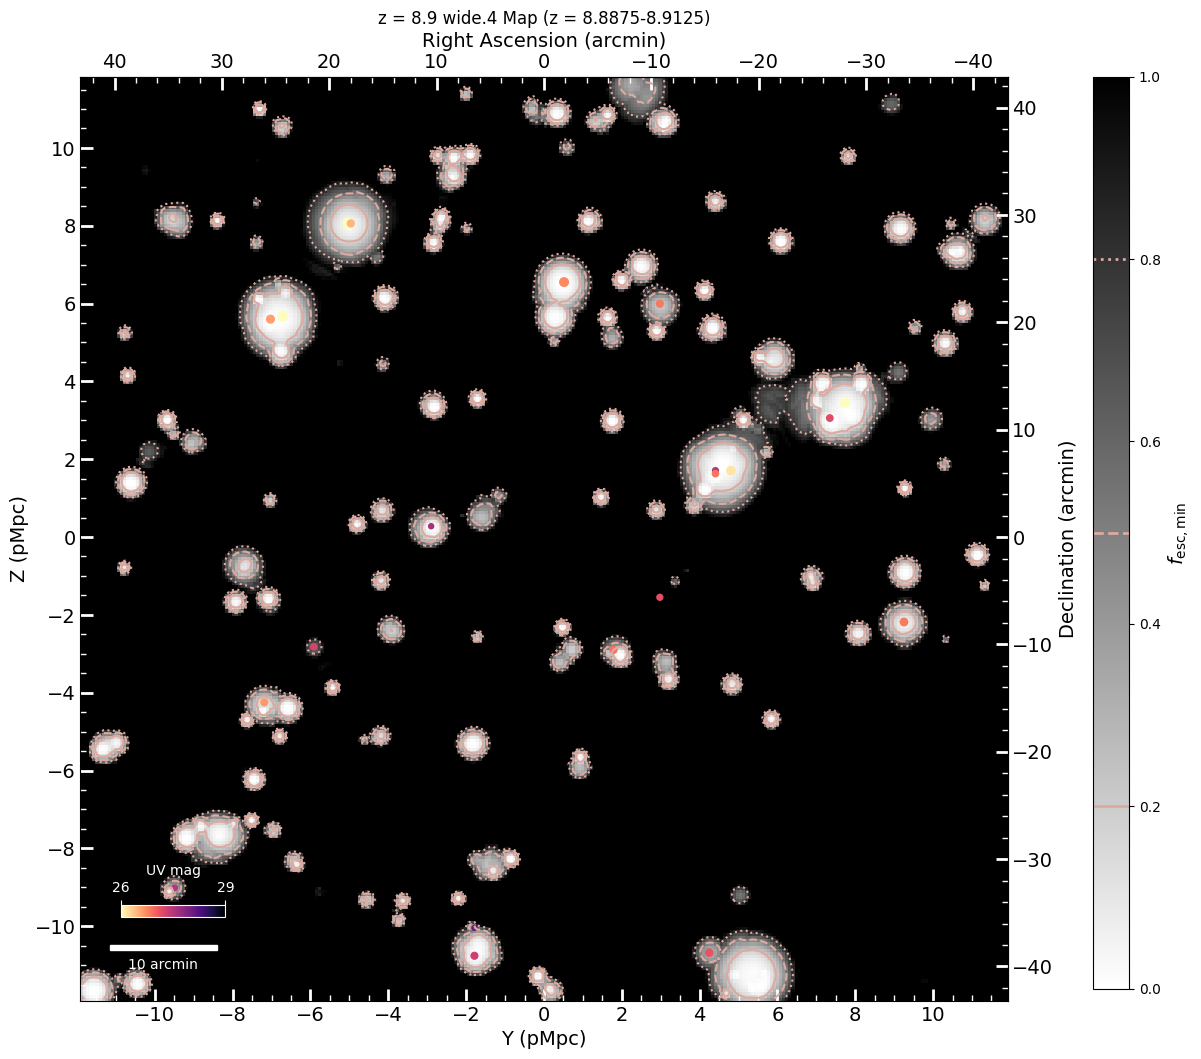 z = 8.9 wide.4 Map (z = 8.8875-8.9125)
Right Ascension (arcmin)
40 30 20 10 0 −10 −20 −30 −40
10
8
6
4
2
0
−2
−4
−6
−8
−10
Z (pMpc)
40
30
20
10
0
−10
−20
−30
−40
Declination (arcmin)
1.0
0.8
0.6
0.4
0.2
0.0
fesc,min
UV mag
26 29
10 arcmin
−10 −8 −6 −4 −2 0 2 4 6 8 10
Y (pMpc)